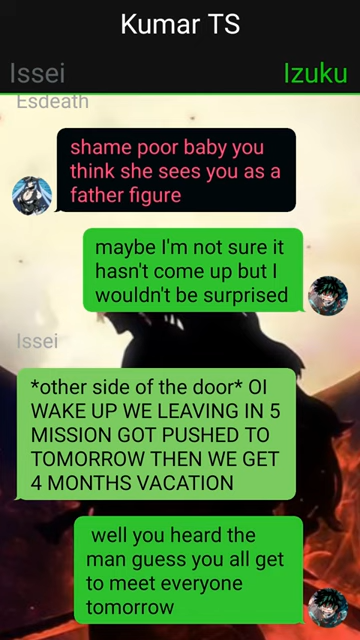 Kumar TS
Issei
Izuku
Esdeath
shame poor baby you
think she sees you as a
father figure
maybe I'm not sure it
hasn't come up but I
wouldn't be surprised
Issei
*other side of the door* OI
WAKE UP WE LEAVING IN 5
MISSION GOT PUSHED TO
TOMORROW THEN WE GET
4 MONTHS VACATION
well you heard the
man guess you all get
to meet everyone
tomorrow